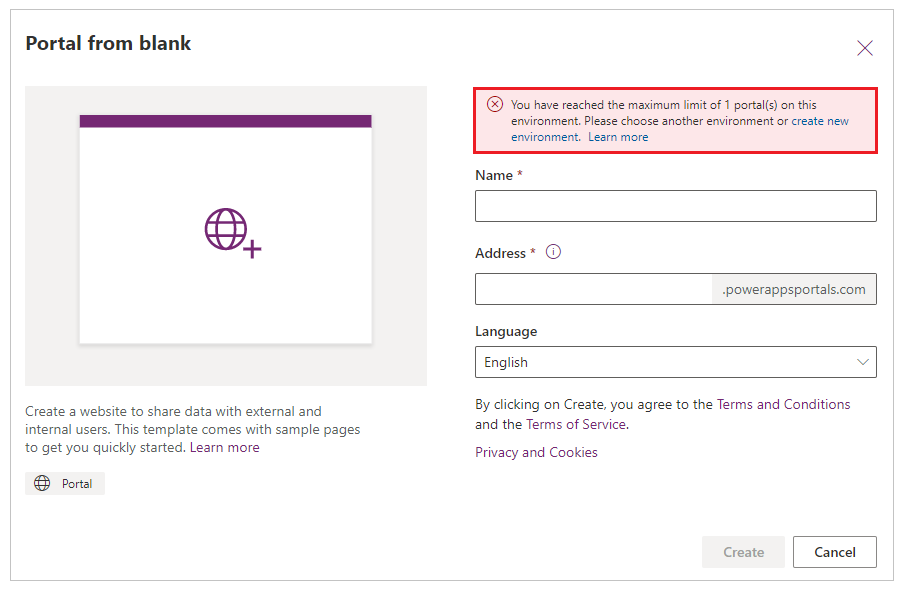 Portal from blank
You have reached the maximum limit of 1 portal(s) on this
environment. Please choose another environment or create new
environment. Learn more
Name *
Address *
.powerappsportals.com
Language
English
By clicking on Create, you agree to the Terms and Conditions
and the Terms of Service.
Privacy and Cookies
Create a website to share data with external and
internal users. This template comes with sample pages
to get you quickly started. Learn more
Portal
Create
Cancel